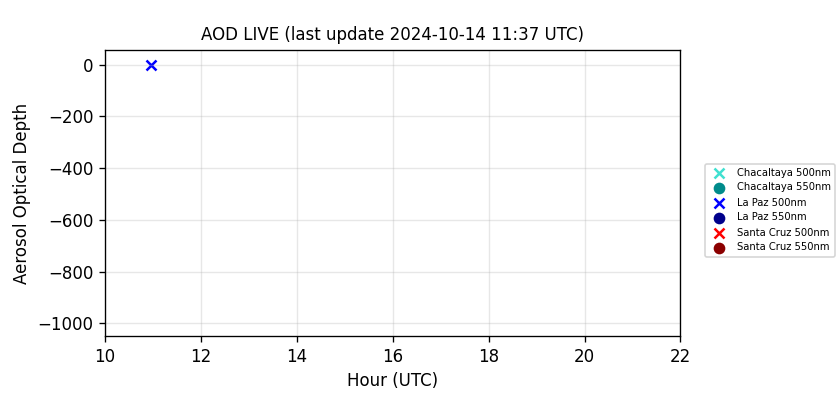 AOD LIVE (last update 2024-10-14 11:37 UTC)
Aerosol Optical Depth
0
−200
−400
−600
−800
−1000
10 12 14 16 18 20 22
Hour (UTC)
Chacaltaya 500nm
Chacaltaya 550nm
La Paz 500nm
La Paz 550nm
Santa Cruz 500nm
Santa Cruz 550nm